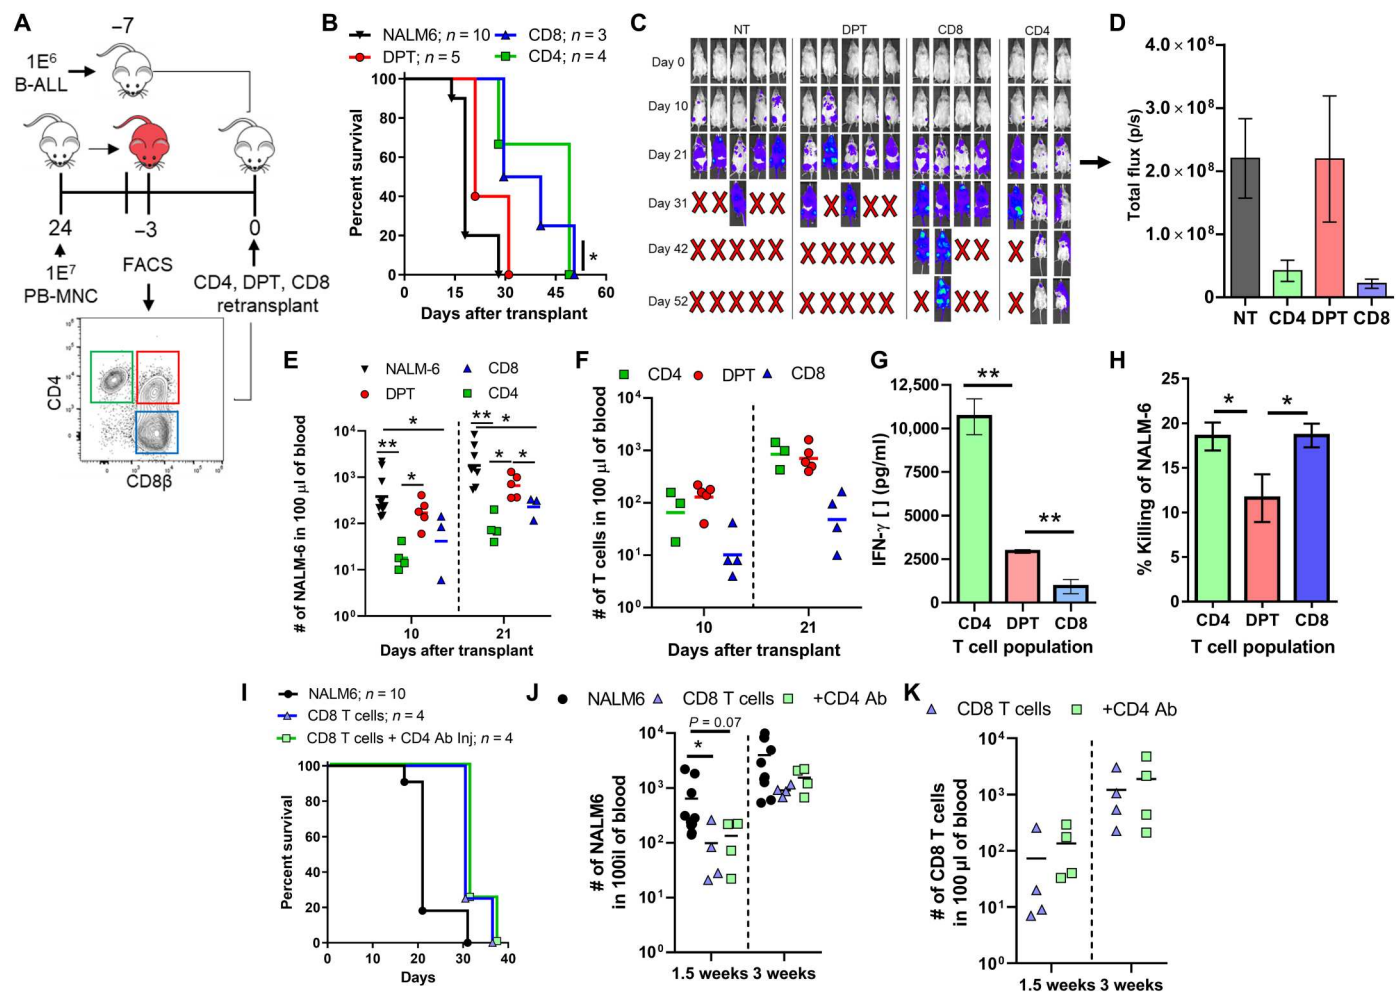 A
−7
1E⁶
B-ALL
24
−3
0
1E⁷
PB-MNC
FACS
CD4, DPT, CD8
retransplant
CD4
CD8β
B
NALM6; n = 10
CD8; n = 3
DPT; n = 5
CD4; n = 4
Percent survival
100
80
60
40
20
0
*
0 15 30 45 60
Days after transplant
C
NT DPT CD8 CD4
Day 0
Day 10
Day 21
Day 31
Day 42
Day 52
D
Total flux (p/s)
4.0×10⁸
3.0×10⁸
2.0×10⁸
1.0×10⁸
0
NT CD4 DPT CD8
E
NALM-6
CD8
DPT
CD4
# of NALM-6 in 100 µl of blood
10⁴
10³
10²
10¹
10⁰
* ** *
** * * *
10 21
Days after transplant
F
CD4 DPT CD8
# of T cells in 100 µl of blood
10⁴
10³
10²
10¹
10⁰
10 21
Days after transplant
G
IFN-γ [ ] (pg/ml)
12,500
10,000
7500
5000
2500
0
**
**
CD4 DPT CD8
T cell population
H
% Killing of NALM-6
25
20
15
10
5
0
* *
CD4 DPT CD8
T cell population
I
NALM6; n = 10
CD8 T cells; n = 4
CD8 T cells + CD4 Ab Inj; n = 4
Percent survival
100
80
60
40
20
0
0 10 20 30 40
Days
J
NALM6 CD8 T cells +CD4 Ab
P = 0.07
*
# of NALM6
in 100ìl of blood
10⁴
10³
10²
10¹
10⁰
1.5 weeks 3 weeks
K
CD8 T cells +CD4 Ab
# of CD8 T cells
in 100 µl of blood
10⁴
10³
10²
10¹
10⁰
1.5 weeks 3 weeks